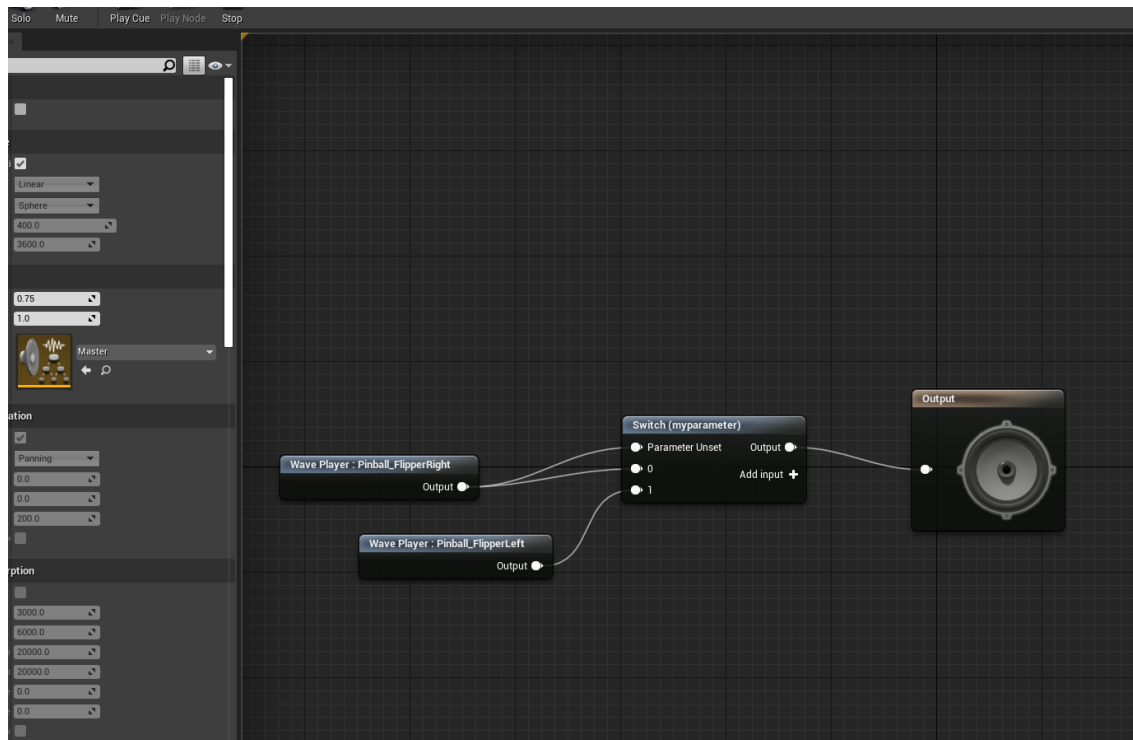 Solo Mute Play Cue Play Node Stop
Linear
Sphere
400.0
3600.0
0.75
1.0
Master
ation
Panning
0.0
0.0
200.0
rption
3000.0
6000.0
20000.0
20000.0
0.0
0.0
Wave Player : Pinball_FlipperRight
Output
Wave Player : Pinball_FlipperLeft
Output
Switch (myparameter)
Parameter Unset Output
0
Add input
1
Output